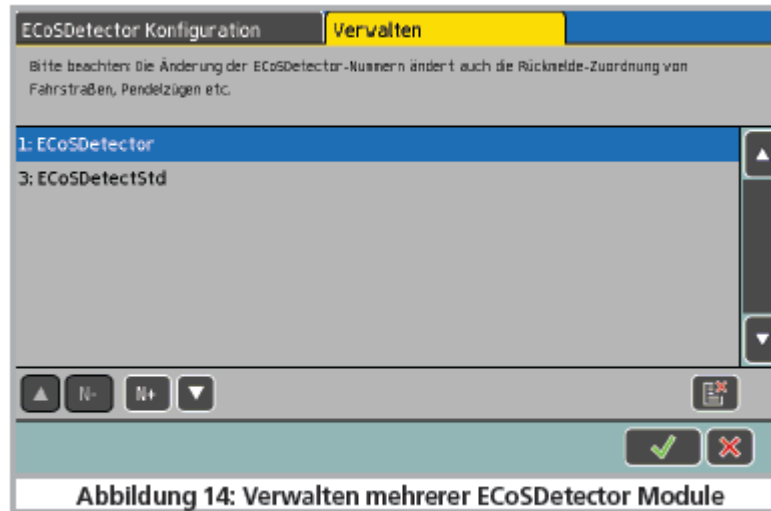 ECoSDetector Konfiguration
Verwalten
Bitte beachten: Die Änderung der ECoSDetector-Nummern ändert auch die Rückmelde-Zuordnung von
Fahrstraßen, Pendelzügen etc.
1: ECoSDetector
3: ECoSDetectStd
N-
N+
Abbildung 14: Verwalten mehrerer ECoSDetector Module